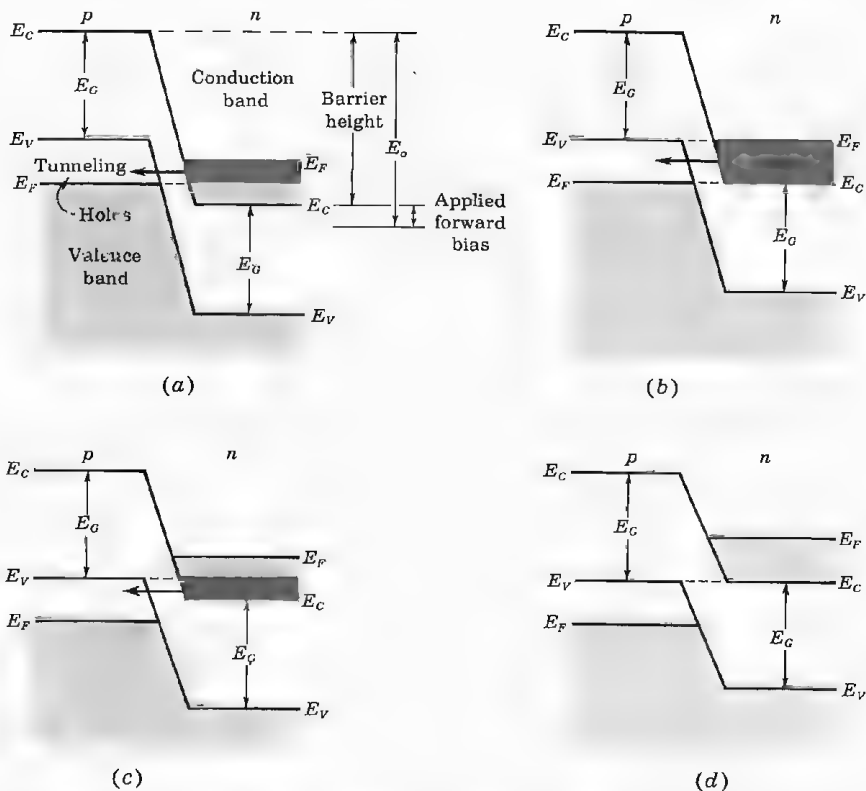 p n
E_C
E_G
Conduction
band
Barrier
height
E_o
E_V
Tunneling
E_F
E_F
Holes
E_C
Applied
forward
bias
Valence
band
E_G
E_V
(a)
p n
E_C
E_G
E_V
E_F
E_F
E_C
E_G
E_V
(b)
p n
E_C
E_G
E_F
E_V
E_C
E_F
E_G
E_V
(c)
p n
E_C
E_G
E_F
E_V
E_C
E_F
E_G
E_V
(d)